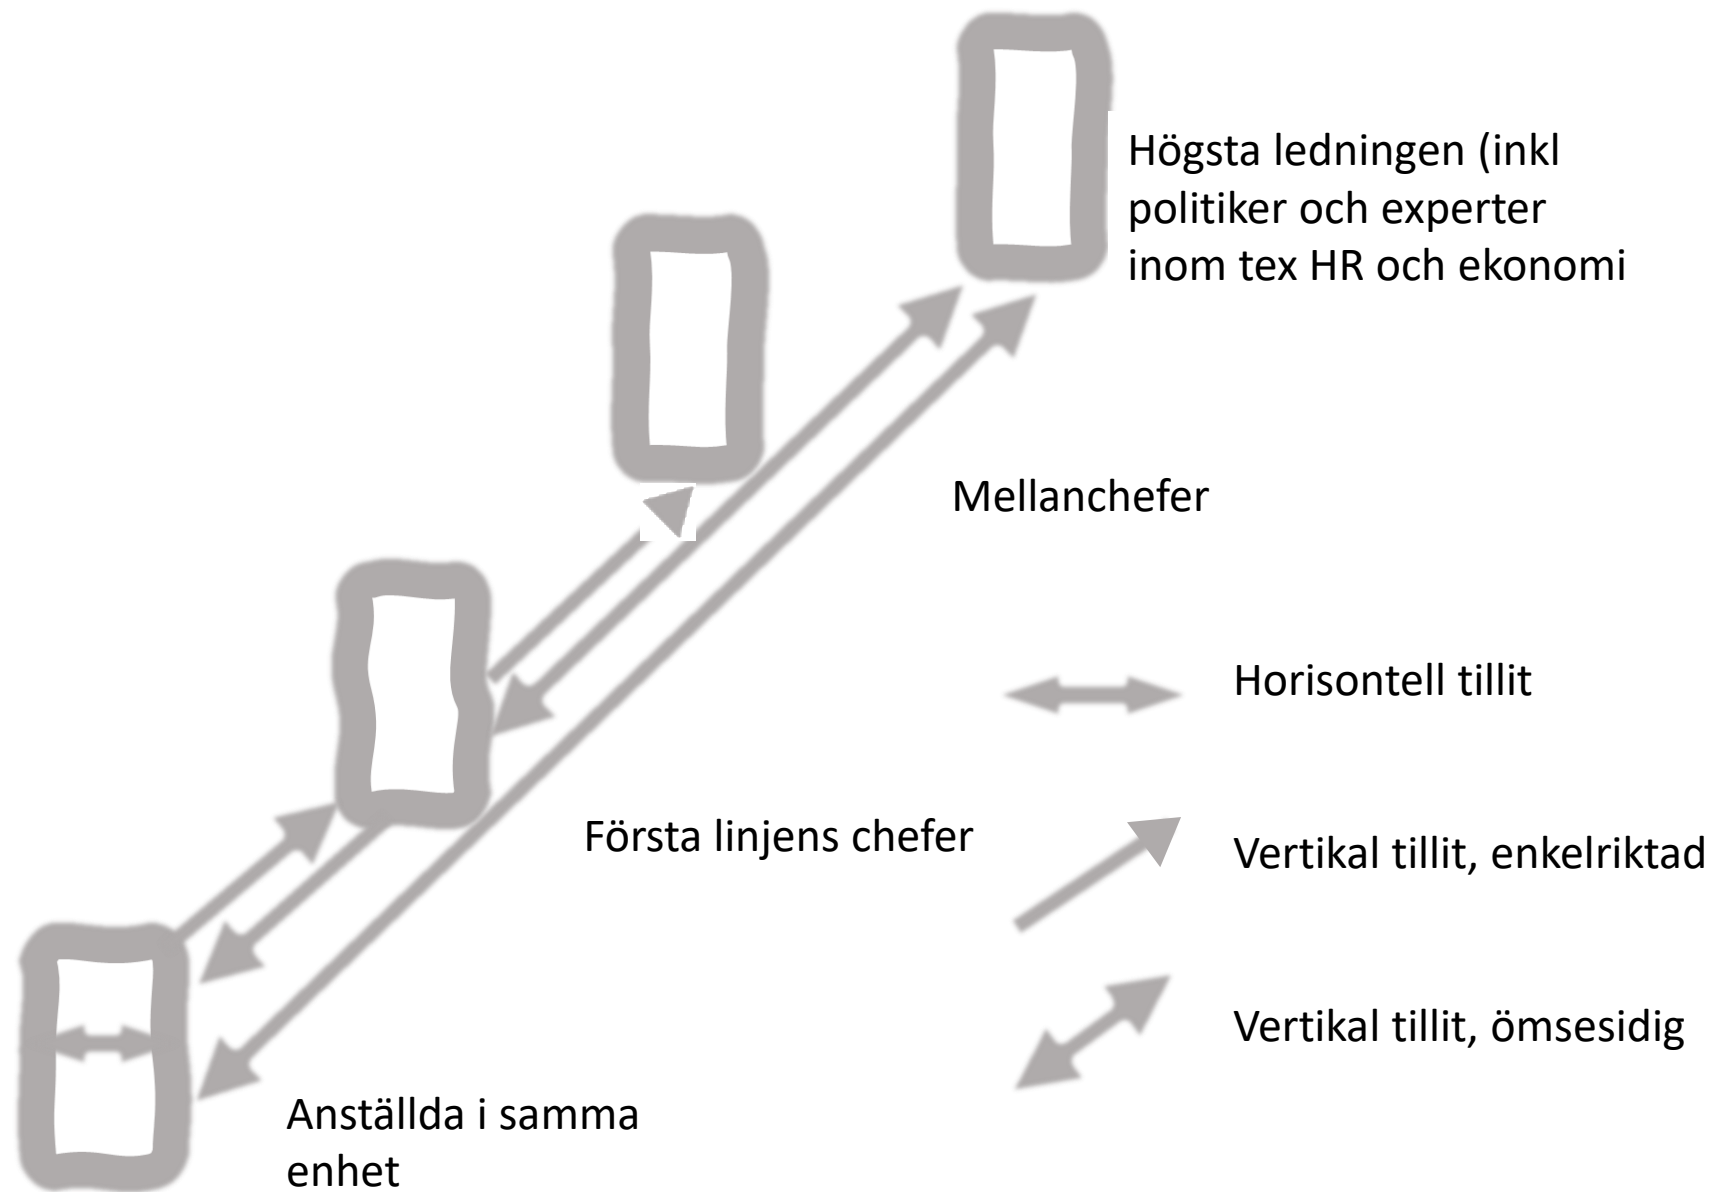 Högsta ledningen (inkl
politiker och experter
inom tex HR och ekonomi
Mellanchefer
Horisontell tillit
Första linjens chefer
Vertikal tillit, enkelriktad
Vertikal tillit, ömsesidig
Anställda i samma
enhet